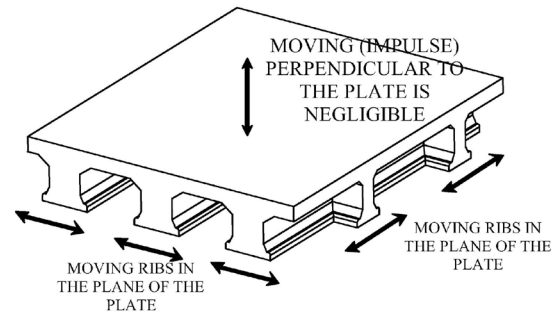 MOVING (IMPULSE)
PERPENDICULAR TO
THE PLATE IS
NEGLIGIBLE
MOVING RIBS IN
THE PLANE OF THE
PLATE
MOVING RIBS IN
THE PLANE OF THE
PLATE